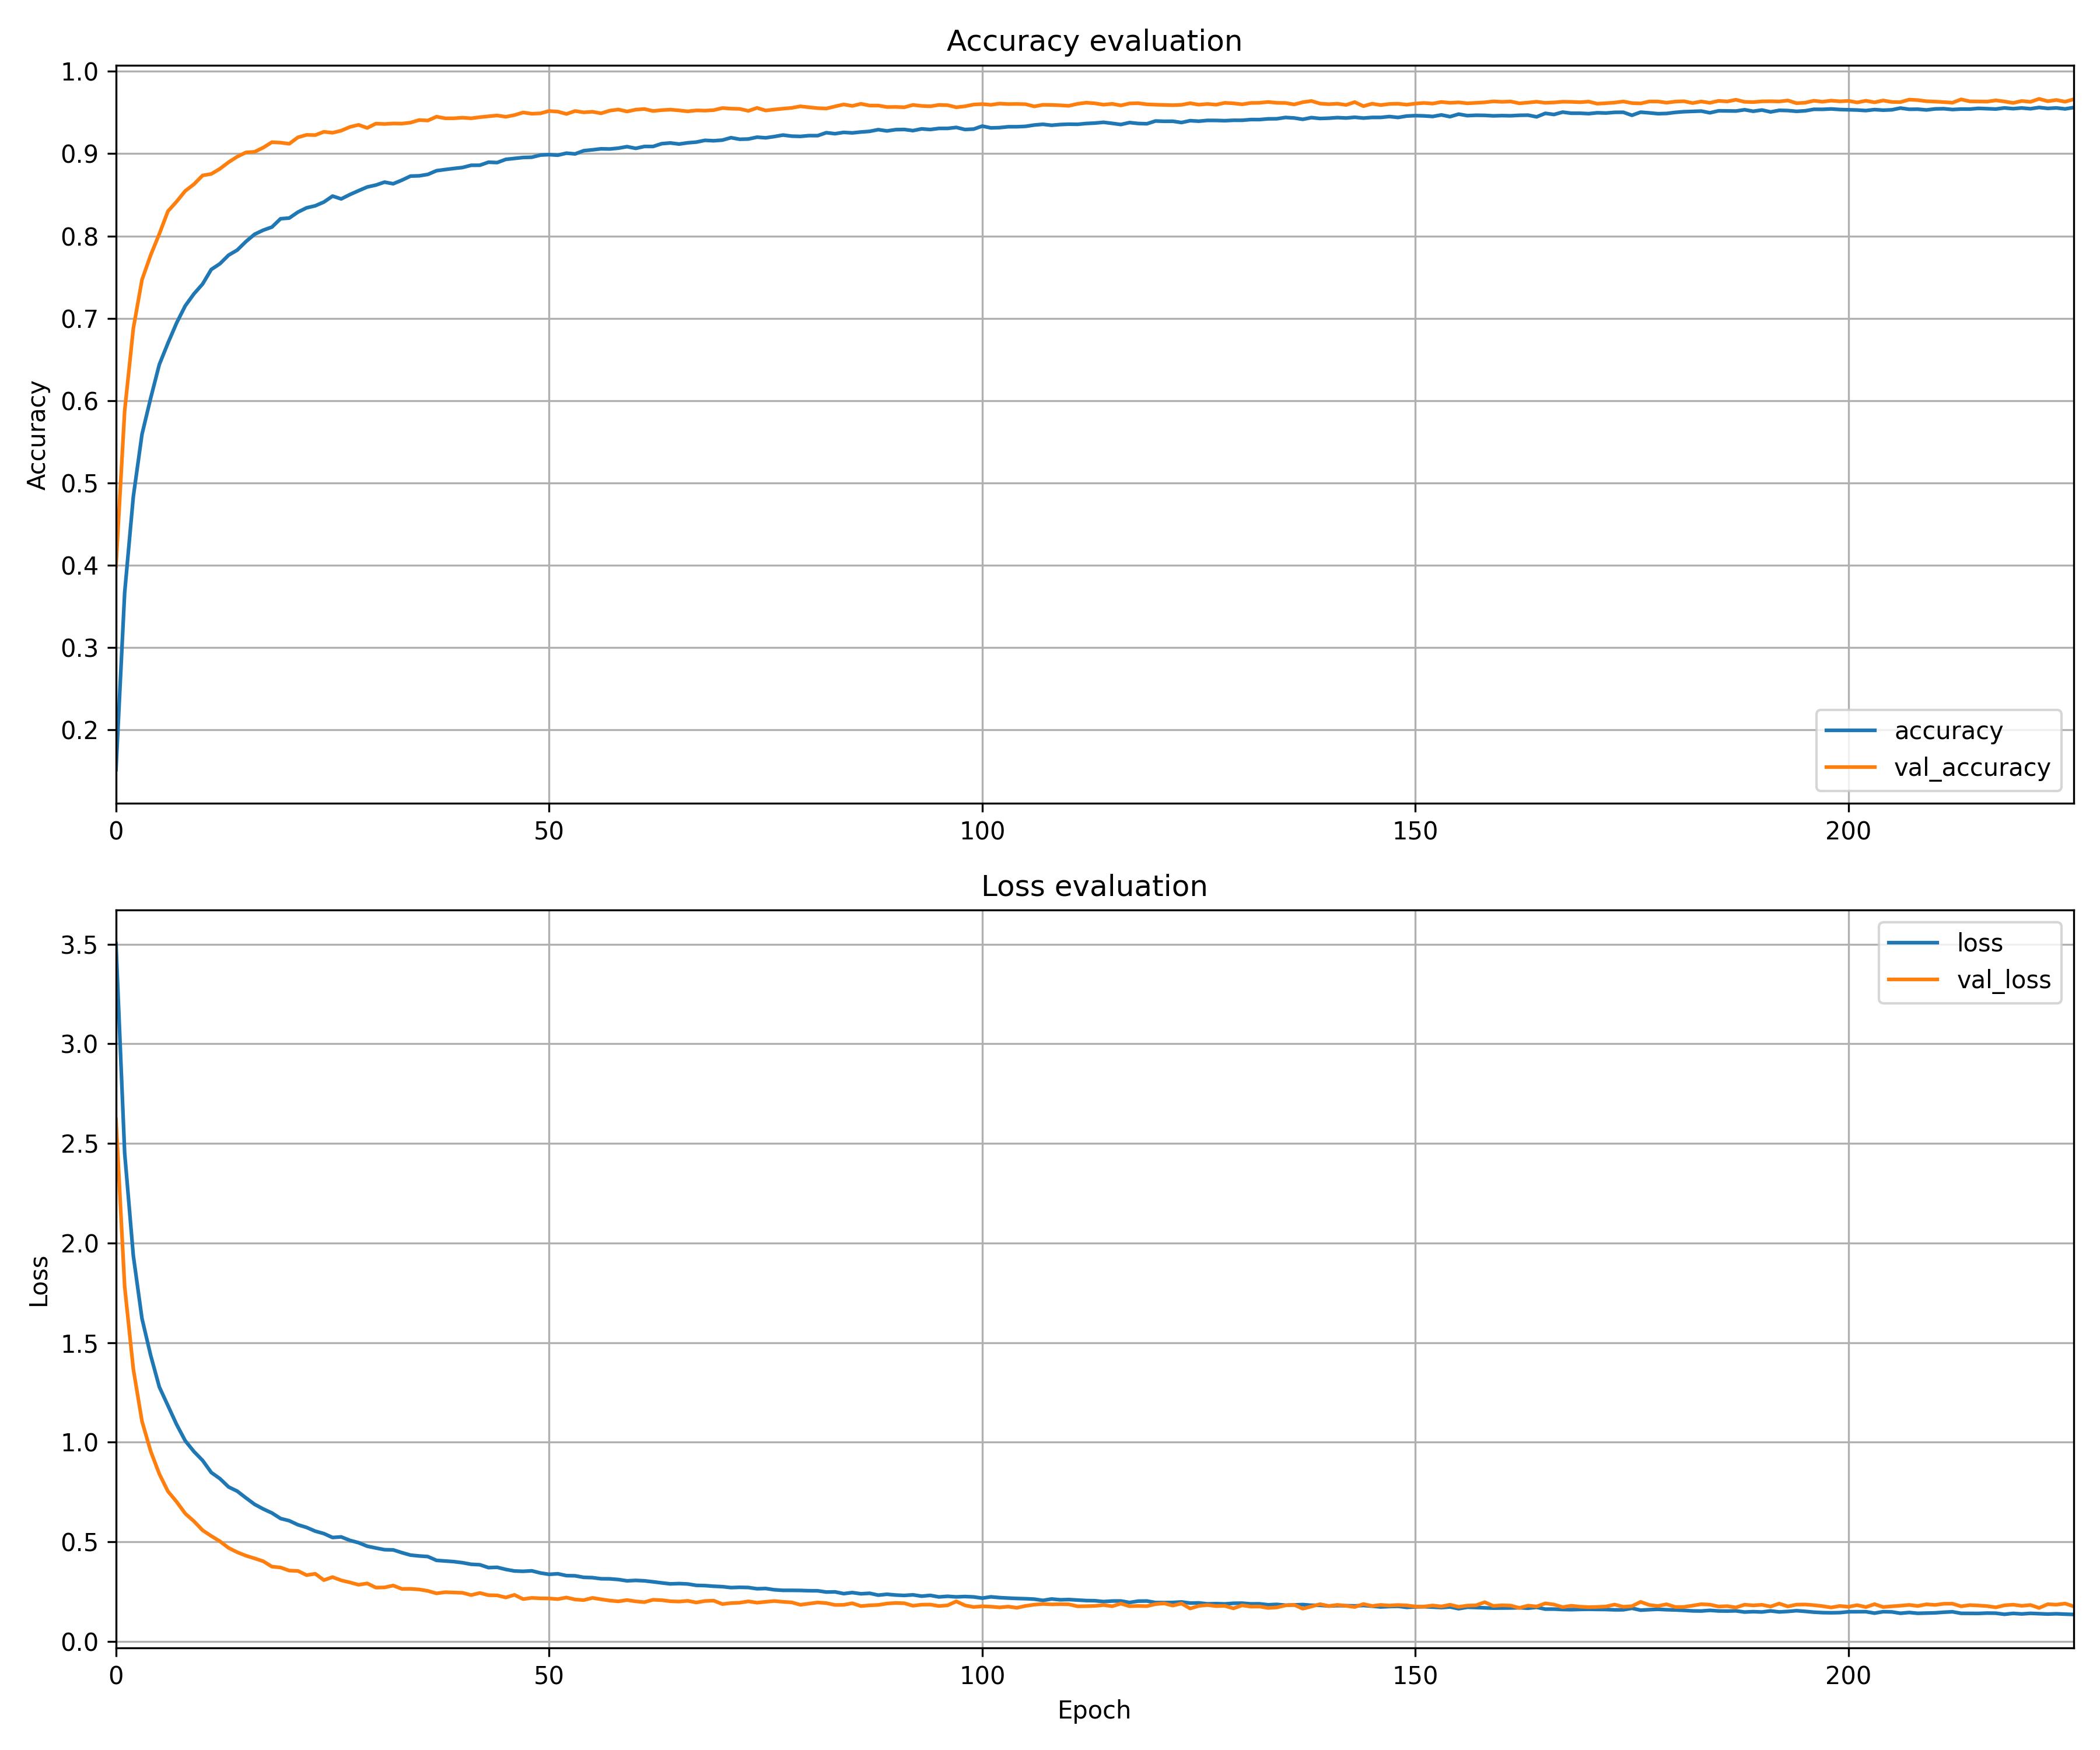 Accuracy evaluation
1.0
0.9
0.8
0.7
0.6
0.5
0.4
0.3
0.2
Accuracy
accuracy
val_accuracy
0 50 100 150 200
Loss evaluation
3.5
3.0
2.5
2.0
1.5
1.0
0.5
0.0
Loss
loss
val_loss
0 50 100 150 200
Epoch